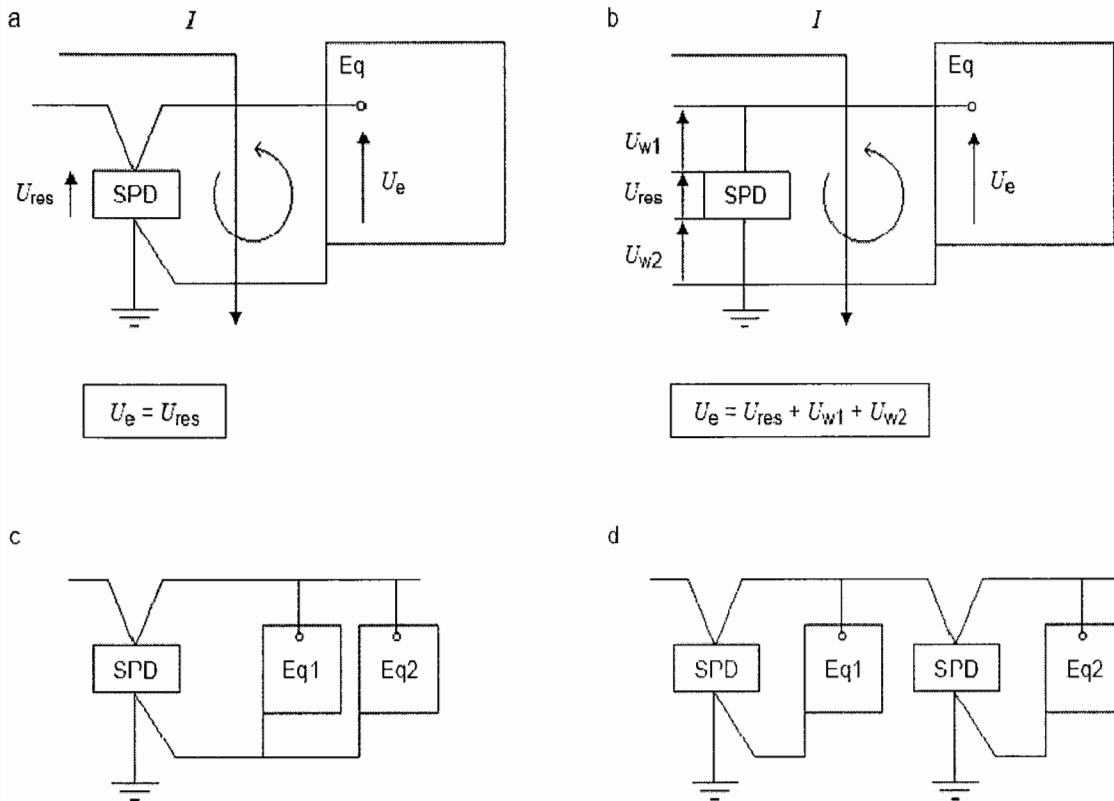 a
I
Eq
U_res
SPD
U_e
U_e = U_res
b
I
Eq
U_w1
U_res
SPD
U_w2
U_e
U_e = U_res + U_w1 + U_w2
c
SPD
Eq1
Eq2
d
SPD
Eq1
SPD
Eq2